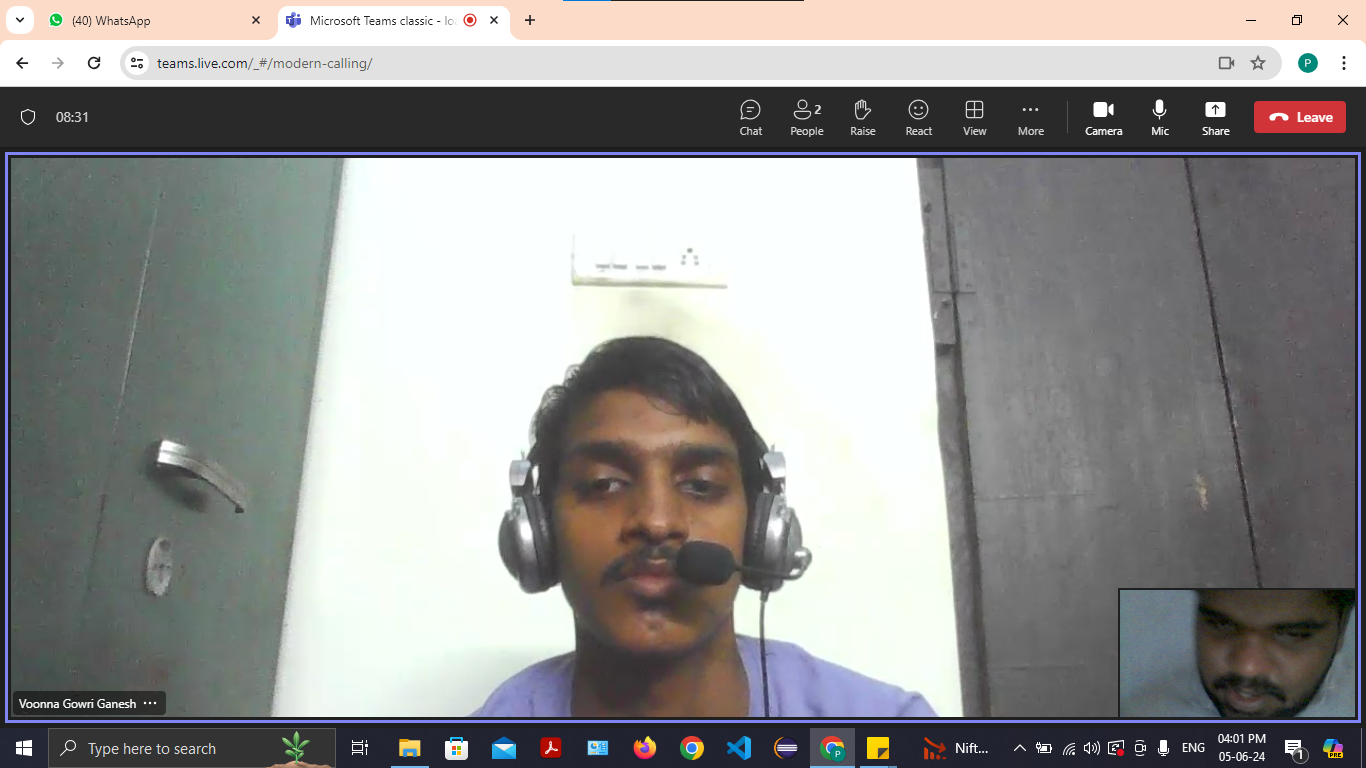 (40) WhatsApp
Microsoft Teams classic - loa
teams.live.com/_#/modern-calling/
P
08:31
2
Chat
People
Raise
React
View
More
Camera
Mic
Share
Leave
Voonna Gowri Ganesh
Type here to search
P
Nift...
ENG
04:01 PM
05-06-24
1
PRE